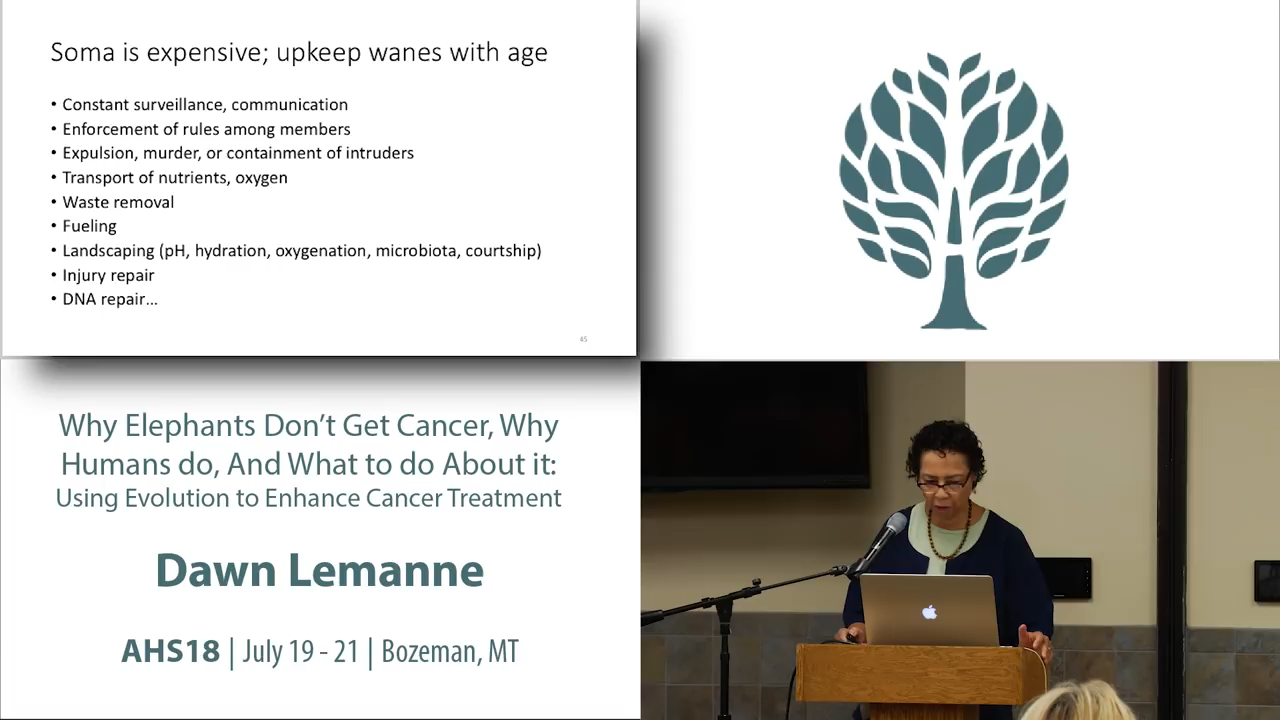 Soma is expensive; upkeep wanes with age
• Constant surveillance, communication
• Enforcement of rules among members
• Expulsion, murder, or containment of intruders
• Transport of nutrients, oxygen
• Waste removal
• Fueling
• Landscaping (pH, hydration, oxygenation, microbiota, courtship)
• Injury repair
• DNA repair...
45
Why Elephants Don't Get Cancer, Why
Humans do, And What to do About it:
Using Evolution to Enhance Cancer Treatment
Dawn Lemanne
AHS18 | July 19 - 21 | Bozeman, MT